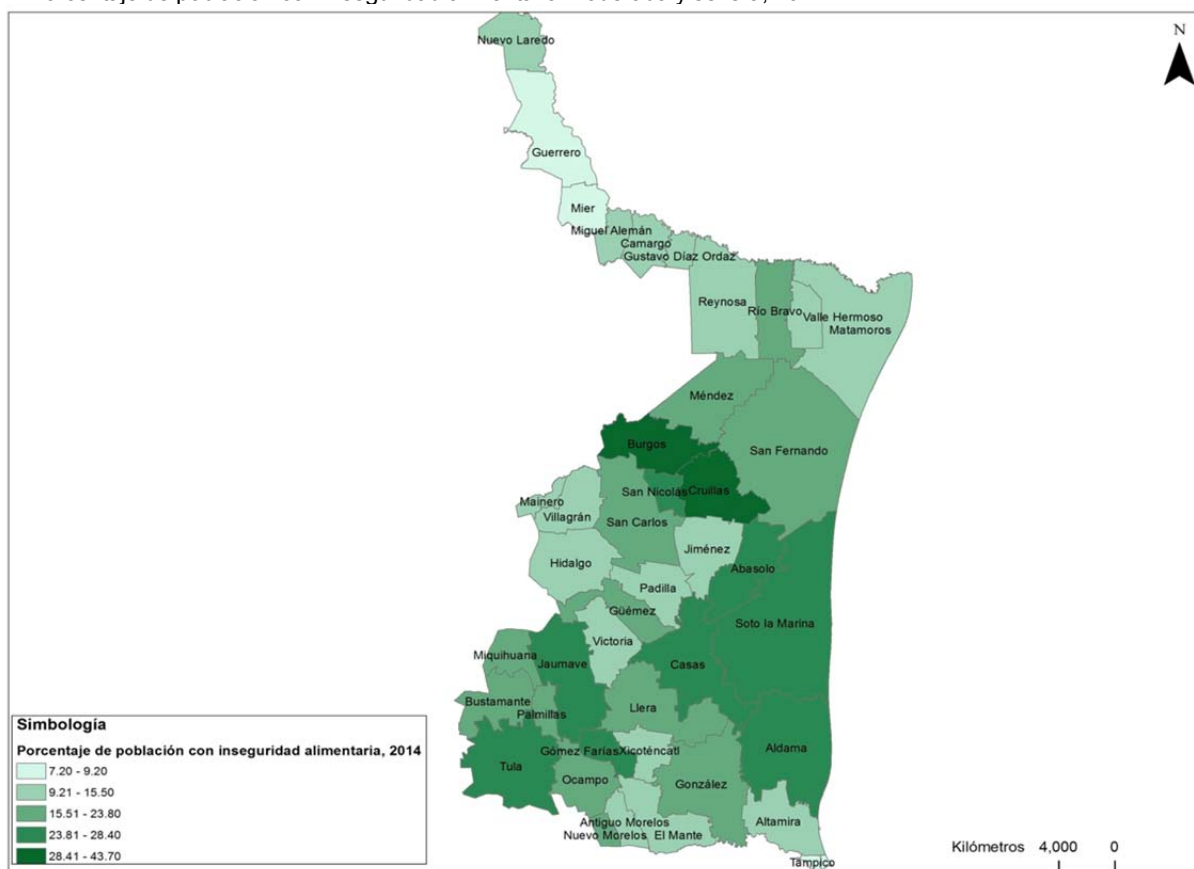 Nuevo Laredo
N
Guerrero
Mier
Miguel Alemán
Camargo
Gustavo Díaz Ordaz
Reynosa
Río Bravo
Valle Hermoso
Matamoros
Méndez
Burgos
San Fernando
San Nicolás
Cruillas
Mainero
Villagrán
San Carlos
Jiménez
Hidalgo
Abasolo
Padilla
Güémez
Soto la Marina
Victoria
Miquihuana
Jaumave
Casas
Bustamante
Palmillas
Llera
Tula
Gómez Farías
Xicoténcatl
Aldama
Ocampo
González
Antiguo Morelos
Nuevo Morelos
El Mante
Altamira
Tampico
Simbología
Porcentaje de población con inseguridad alimentaria, 2014
7.20 - 9.20
9.21 - 15.50
15.51 - 23.80
23.81 - 28.40
28.41 - 43.70
Kilómetros 4,000 0